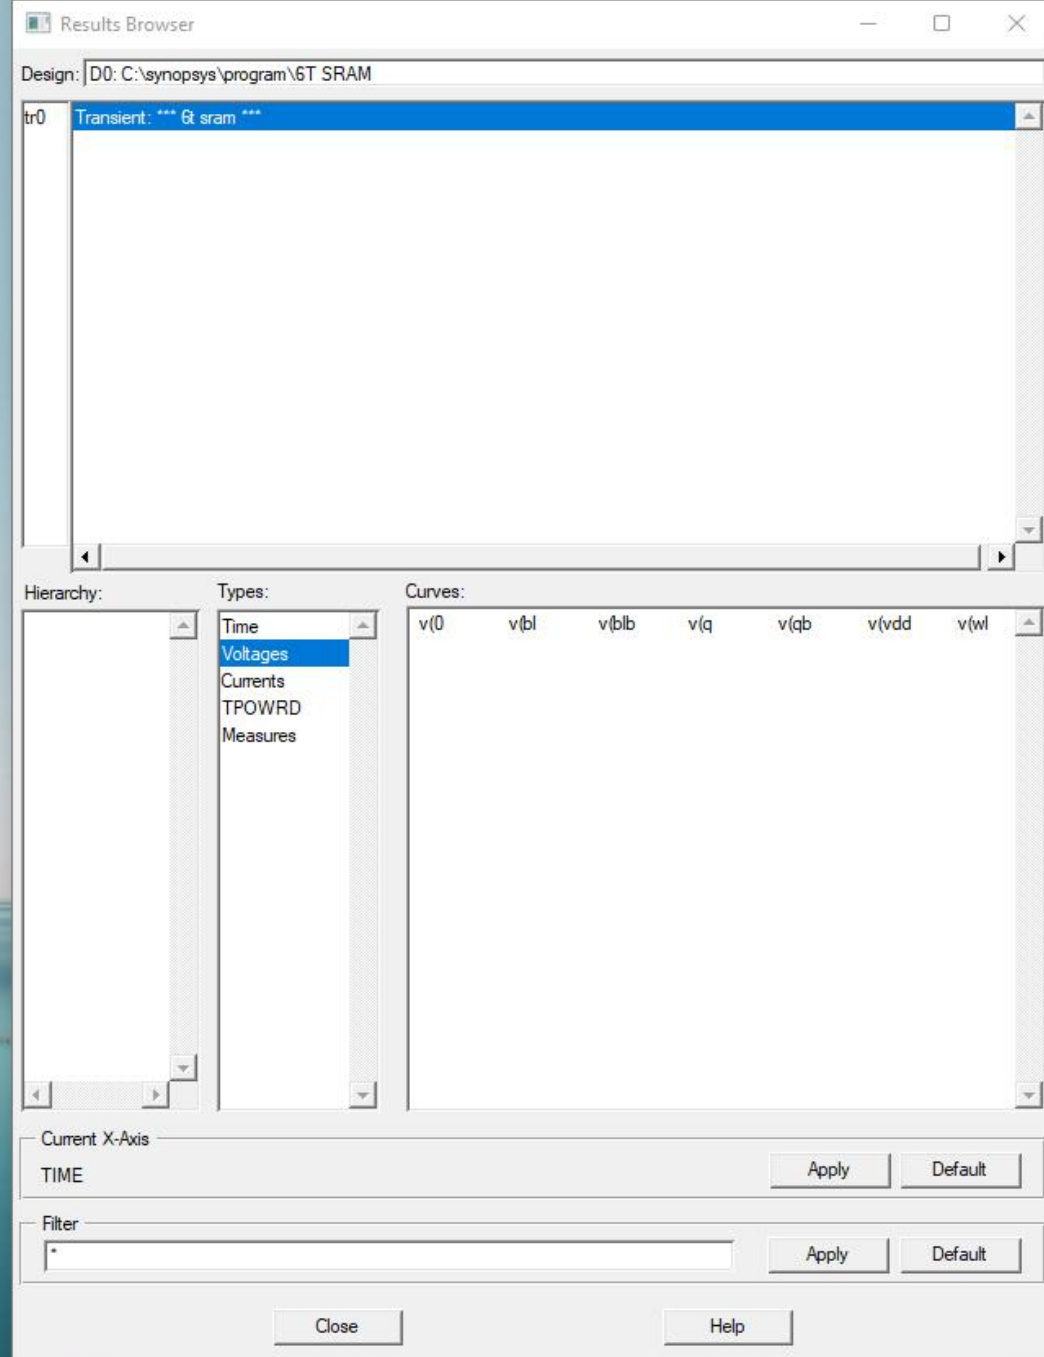 Results Browser
Design: D0: C:\synopsys\program\6T SRAM
tr0 Transient: *** 6t sram ***
Hierarchy: Types: Curves:
Time v(0 v(bl v(blb v(q v(qb v(vdd v(wl
Voltages
Currents
TPOWRD
Measures
Current X-Axis
TIME Apply Default
Filter
* Apply Default
Close Help